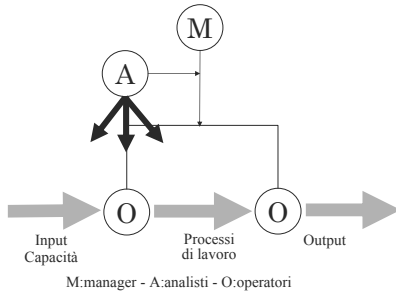 M
A
O
O
Input
Capacità
Processi
di lavoro
Output
M:manager - A:analisti - O:operatori